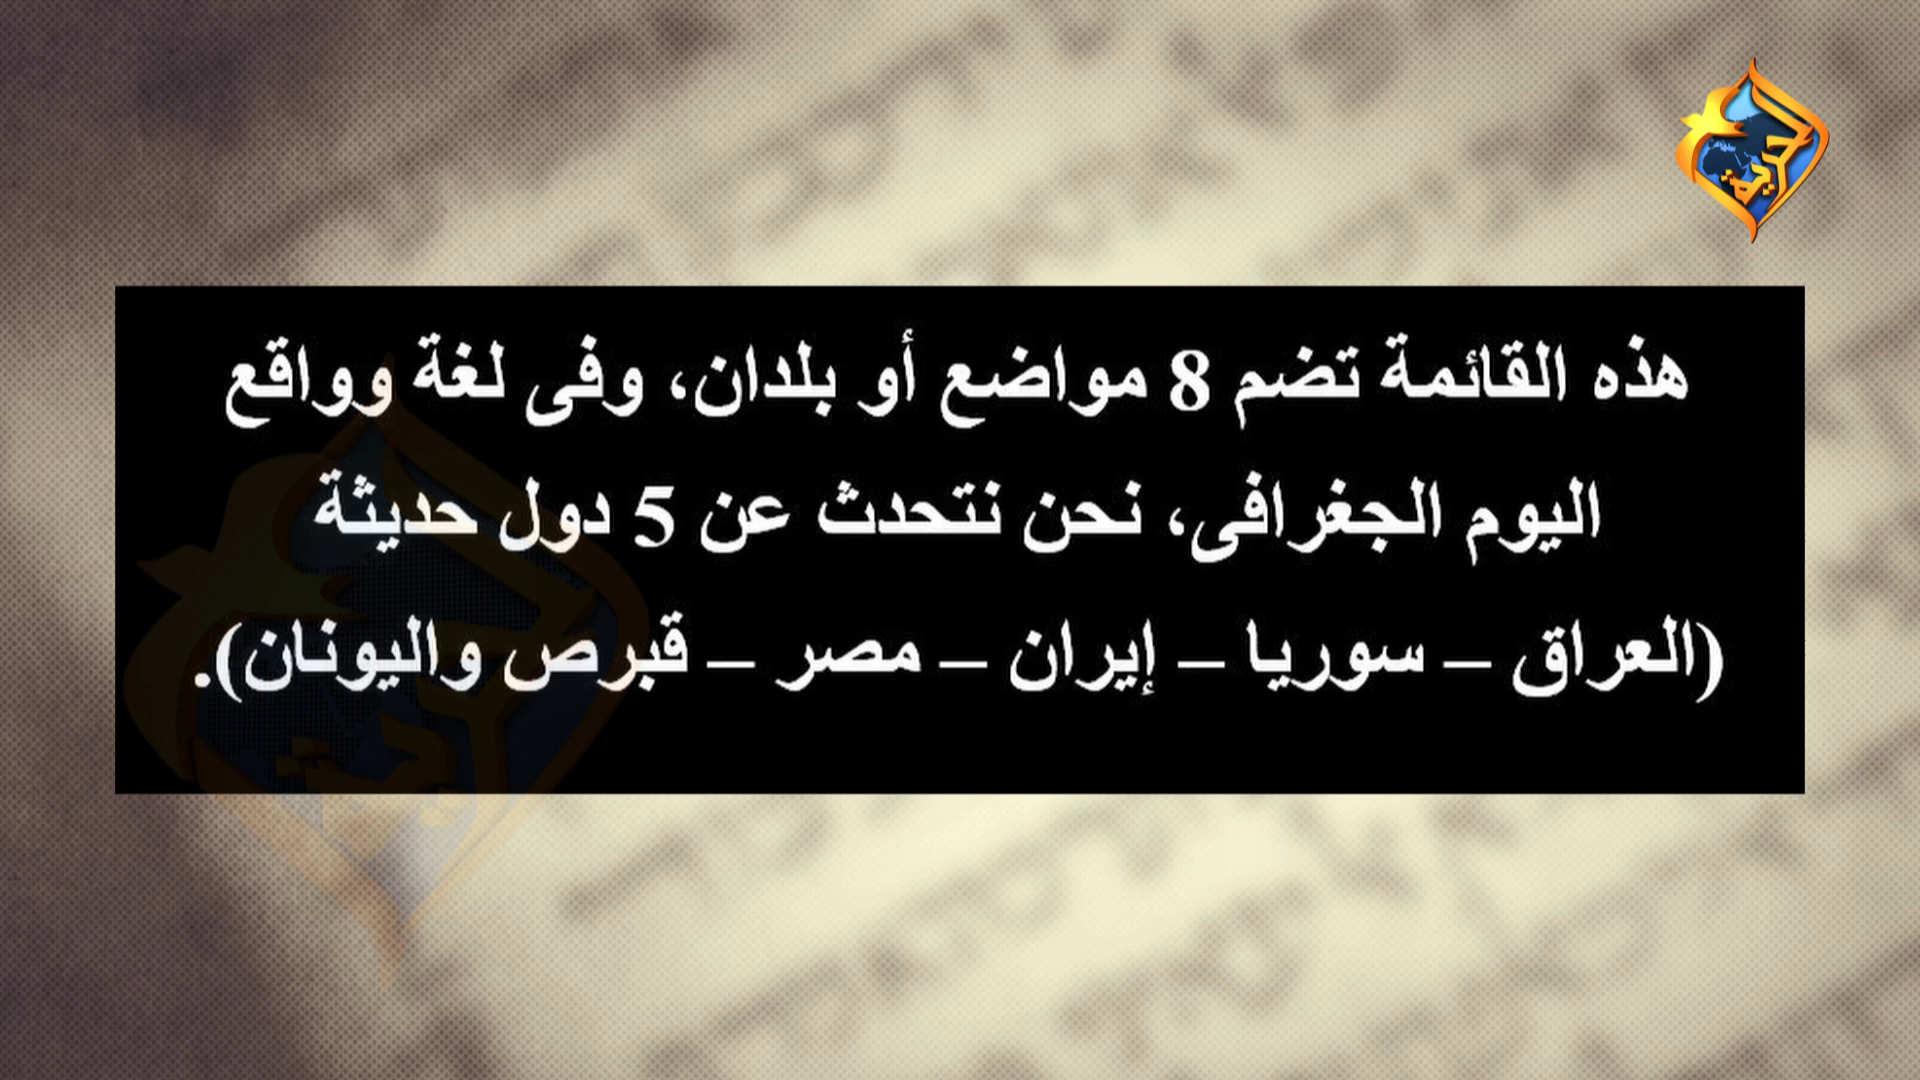 الحرية
هذه القائمة تضم 8 مواضع أو بلدان، وفى لغة وواقع
اليوم الجغرافى، نحن نتحدث عن 5 دول حديثة
(العراق – سوريا – إيران – مصر – قبرص واليونان).